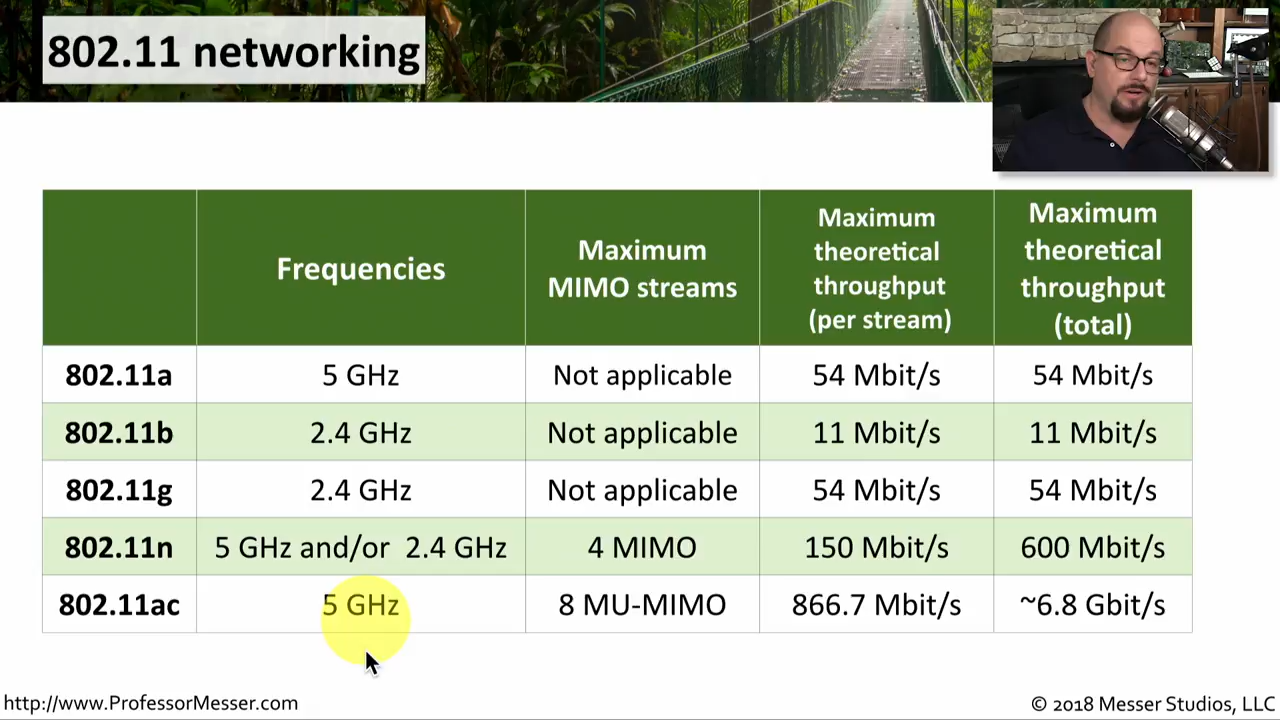 802.11 networking
Frequencies
Maximum
MIMO streams
Maximum
theoretical
throughput
(per stream)
Maximum
theoretical
throughput
(total)
802.11a 5 GHz Not applicable 54 Mbit/s 54 Mbit/s
802.11b 2.4 GHz Not applicable 11 Mbit/s 11 Mbit/s
802.11g 2.4 GHz Not applicable 54 Mbit/s 54 Mbit/s
802.11n 5 GHz and/or 2.4 GHz 4 MIMO 150 Mbit/s 600 Mbit/s
802.11ac 5 GHz 8 MU-MIMO 866.7 Mbit/s ~6.8 Gbit/s
http://www.ProfessorMesser.com © 2018 Messer Studios, LLC